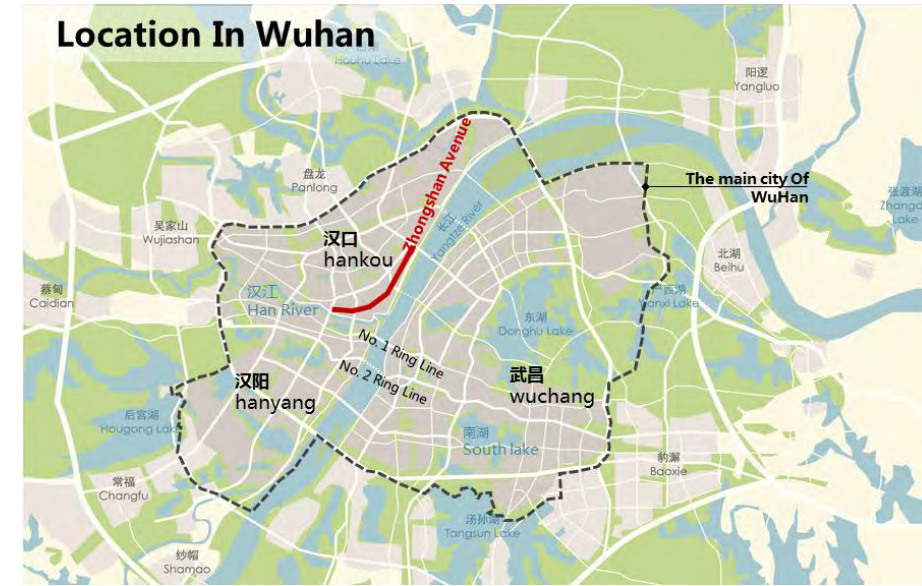 Location In Wuhan
Houhu Lake
阳逻
Yangluo
盘龙
Panlong
Zhongshan Avenue
The main city Of
WuHan
张渡湖
Zhangd
Lake
长江
Yangtze River
吴家山
Wujiashan
汉口
hankou
北湖
Beihu
蔡甸
Caidian
汉江
Han River
严西湖
Yanxi Lake
东湖
Donghu Lake
No. 1 Ring Line
No. 2 Ring Line
汉阳
hanyang
武昌
wuchang
后宫湖
Hougong Lake
南湖
South lake
豹澥
Baoxie
常福
Changfu
汤孙湖
Tangsun Lake
纱帽
Shamao